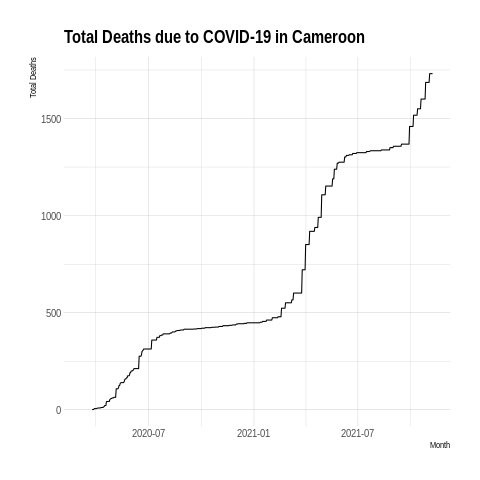 Total Deaths due to COVID-19 in Cameroon
Total Deaths
1500
1000
500
0
2020-07 2021-01 2021-07
Month